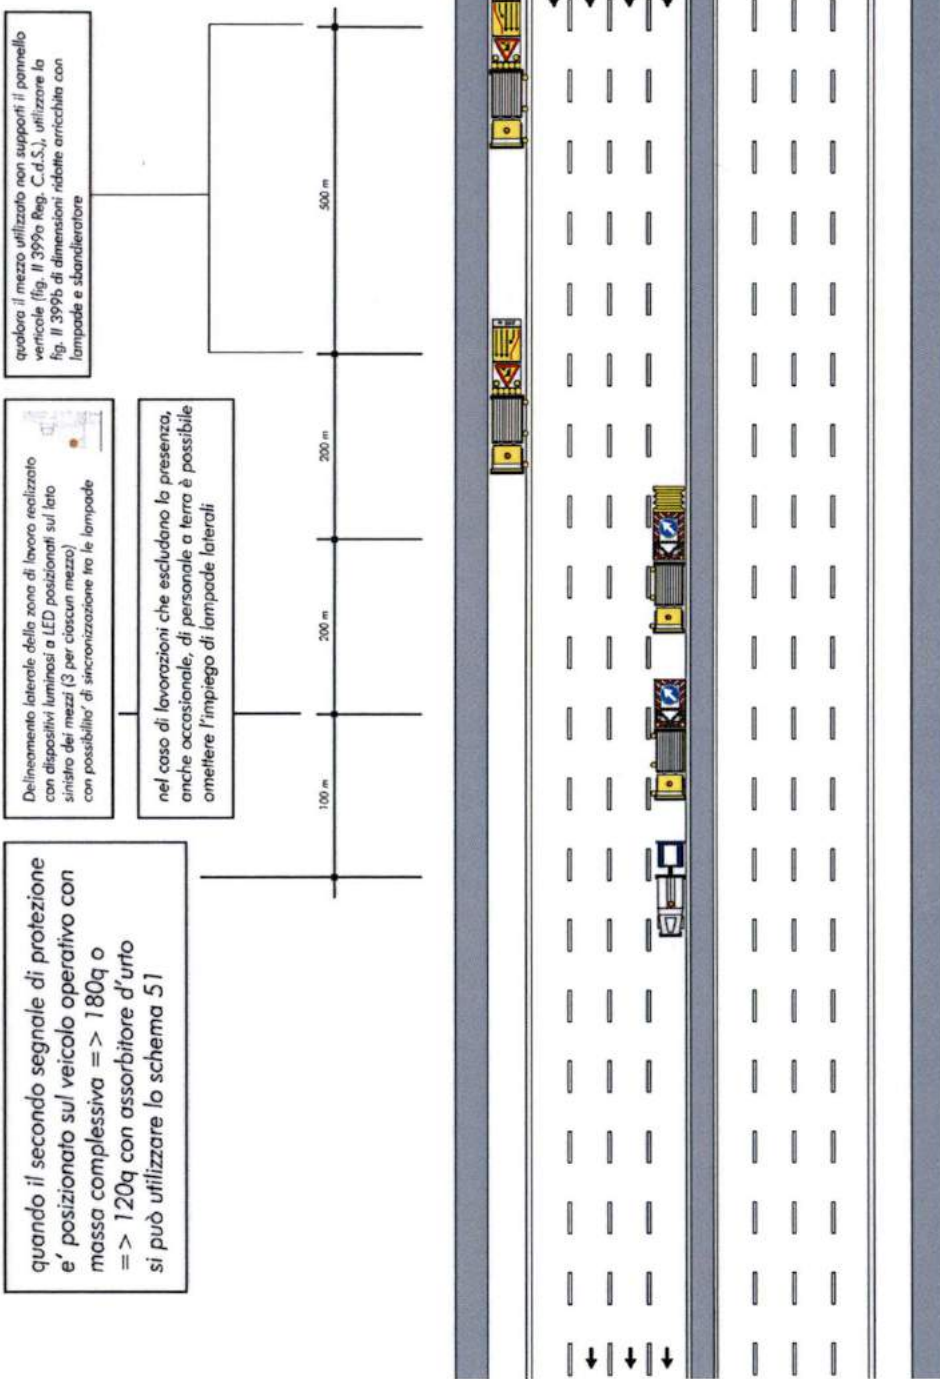 qualora il mezzo utilizzato non supporti il pannello
verticale (fig. II 399a Reg. C.d.S.), utilizzare la
fig. II 399b di dimensioni ridotte arricchita con
lampade e sbandieratore
Delineamento laterale della zona di lavoro realizzato
con dispositivi luminosi a LED posizionati sul lato
sinistro dei mezzi (3 per ciascun mezzo)
con possibilita' di sincronizzazione tra le lampade
nel caso di lavorazioni che escludano la presenza,
anche occasionale, di personale a terra è possibile
omettere l'impiego di lampade laterali
quando il secondo segnale di protezione
e' posizionato sul veicolo operativo con
massa complessiva => 180q o
=> 120q con assorbitore d'urto
si può utilizzare lo schema 51
500 m
200 m
200 m
100 m